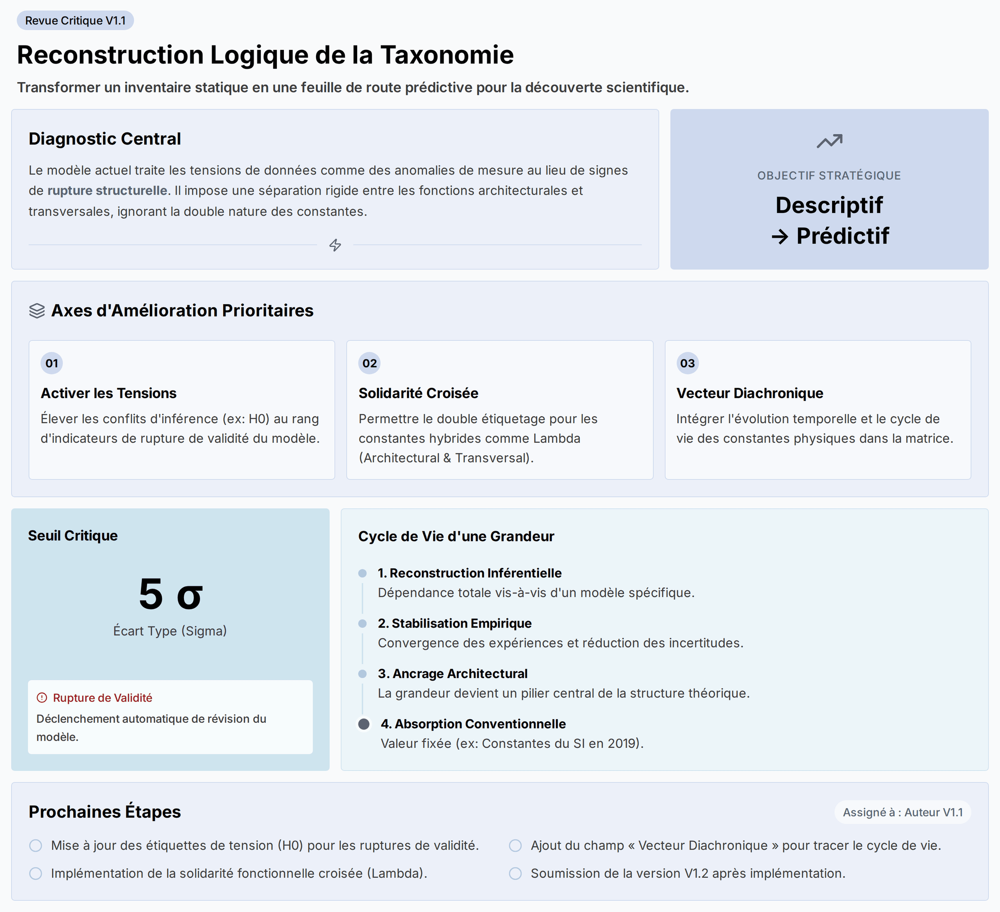 Revue Critique V1.1
Reconstruction Logique de la Taxonomie
Transformer un inventaire statique en une feuille de route prédictive pour la découverte scientifique.
Diagnostic Central
Le modèle actuel traite les tensions de données comme des anomalies de mesure au lieu de signes
de rupture structurelle. Il impose une séparation rigide entre les fonctions architecturales et
transversales, ignorant la double nature des constantes.
OBJECTIF STRATÉGIQUE
Descriptif
→ Prédictif
Axes d'Amélioration Prioritaires
01
Activer les Tensions
Élever les conflits d'inférence (ex: H0) au rang
d'indicateurs de rupture de validité du modèle.
02
Solidarité Croisée
Permettre le double étiquetage pour les
constantes hybrides comme Lambda
(Architectural & Transversal).
03
Vecteur Diachronique
Intégrer l'évolution temporelle et le cycle de
vie des constantes physiques dans la matrice.
Seuil Critique
5 σ
Écart Type (Sigma)
Rupture de Validité
Déclenchement automatique de révision du
modèle.
Cycle de Vie d'une Grandeur
1. Reconstruction Inférentielle
Dépendance totale vis-à-vis d'un modèle spécifique.
2. Stabilisation Empirique
Convergence des expériences et réduction des incertitudes.
3. Ancrage Architectural
La grandeur devient un pilier central de la structure théorique.
4. Absorption Conventionnelle
Valeur fixée (ex: Constantes du SI en 2019).
Prochaines Étapes
Assigné à : Auteur V1.1
Mise à jour des étiquettes de tension (H0) pour les ruptures de validité.
Ajout du champ « Vecteur Diachronique » pour tracer le cycle de vie.
Implémentation de la solidarité fonctionnelle croisée (Lambda).
Soumission de la version V1.2 après implémentation.